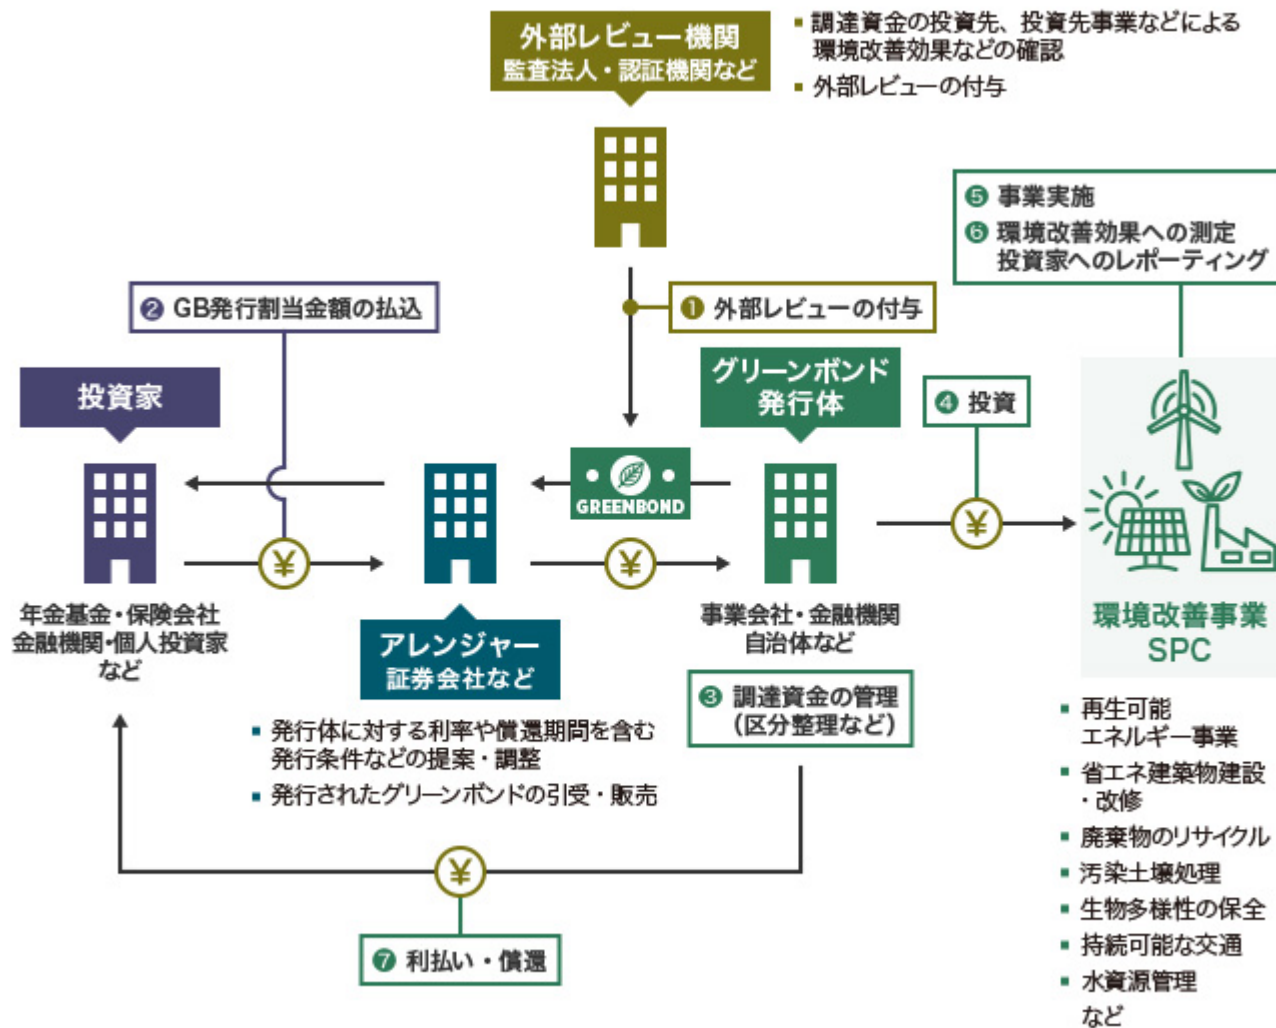 外部レビュー機関
監査法人・認証機関など
▪ 調達資金の投資先、投資先事業などによる
環境改善効果などの確認
▪ 外部レビューの付与
❺ 事業実施
❻ 環境改善効果への測定
投資家へのレポーティング
❷ GB発行割当金額の払込
❶ 外部レビューの付与
投資家
グリーンボンド
発行体
❹ 投資
GREENBOND
¥
¥
¥
年金基金・保険会社
金融機関・個人投資家
など
アレンジャー
証券会社など
事業会社・金融機関
自治体など
環境改善事業
SPC
❸ 調達資金の管理
(区分整理など)
▪ 発行体に対する利率や償還期間を含む
発行条件などの提案・調整
▪ 発行されたグリーンボンドの引受・販売
▪ 再生可能
エネルギー事業
▪ 省エネ建築物建設
・改修
▪ 廃棄物のリサイクル
▪ 汚染土壌処理
▪ 生物多様性の保全
▪ 持続可能な交通
▪ 水資源管理
など
¥
❼ 利払い・償還